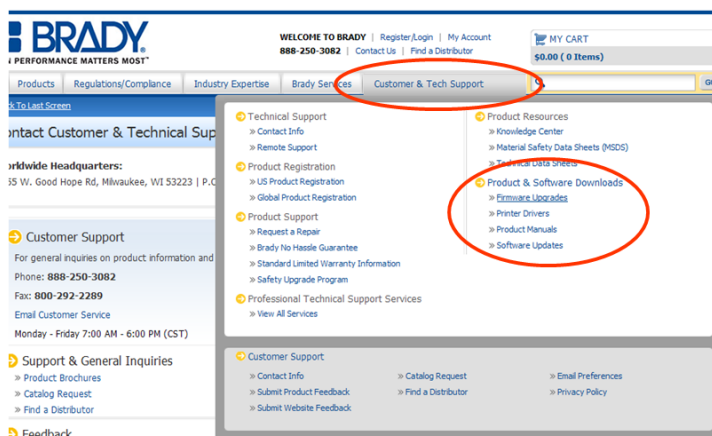 BRADY.
N PERFORMANCE MATTERS MOST™
WELCOME TO BRADY | Register/Login | My Account
888-250-3082 | Contact Us | Find a Distributor
MY CART
$0.00 ( 0 Items)
Products
Regulations/Compliance
Industry Expertise
Brady Services
Customer & Tech Support
ck To Last Screen
ontact Customer & Technical Sup
orldwide Headquarters:
55 W. Good Hope Rd, Milwaukee, WI 53223 | P.O
Customer Support
For general inquiries on product information and
Phone: 888-250-3082
Fax: 800-292-2289
Email Customer Service
Monday - Friday 7:00 AM - 6:00 PM (CST)
Support & General Inquiries
» Product Brochures
» Catalog Request
» Find a Distributor
Feedback
Technical Support
» Contact Info
» Remote Support
Product Registration
» US Product Registration
» Global Product Registration
Product Support
» Request a Repair
» Brady No Hassle Guarantee
» Standard Limited Warranty Information
» Safety Upgrade Program
Professional Technical Support Services
» View All Services
Product Resources
» Knowledge Center
» Material Safety Data Sheets (MSDS)
» Technical Data Sheets
Product & Software Downloads
» Firmware Upgrades
» Printer Drivers
» Product Manuals
» Software Updates
Customer Support
» Contact Info
» Submit Product Feedback
» Submit Website Feedback
» Catalog Request
» Find a Distributor
» Email Preferences
» Privacy Policy